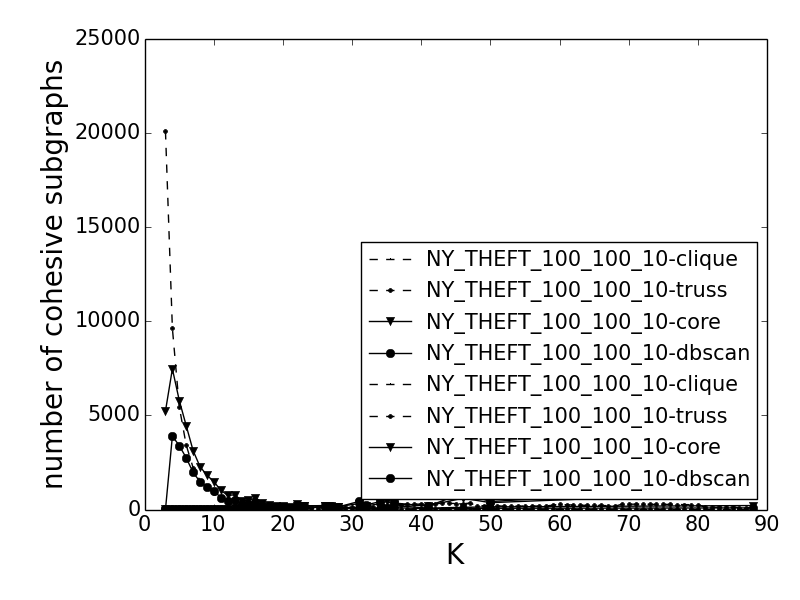 25000
20000
15000
10000
5000
0
number of cohesive subgraphs
NY_THEFT_100_100_10-clique
NY_THEFT_100_100_10-truss
NY_THEFT_100_100_10-core
NY_THEFT_100_100_10-dbscan
NY_THEFT_100_100_10-clique
NY_THEFT_100_100_10-truss
NY_THEFT_100_100_10-core
NY_THEFT_100_100_10-dbscan
0 10 20 30 40 50 60 70 80 90
K